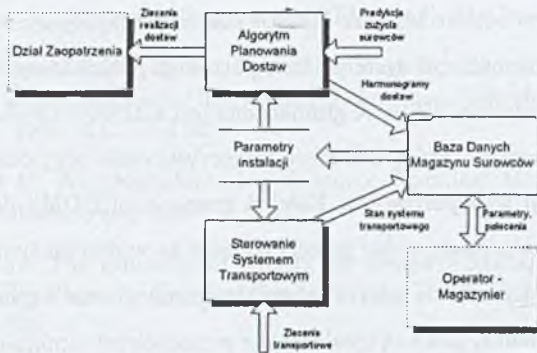 Zlecenia
realizacji
dostaw
Predykcja
zużycia
surowców
Dział Zaopatrzenia
Algorytm
Planowania
Dostaw
Harmonogramy
dostaw
Parametry
instalacji
Baza Danych
Magazynu Surowców
Stan systemu
transportowego
Parametry,
polecenia
Sterowanie
Systemem
Transportowym
Operator -
Magazynier
Zlecenia
transportowe